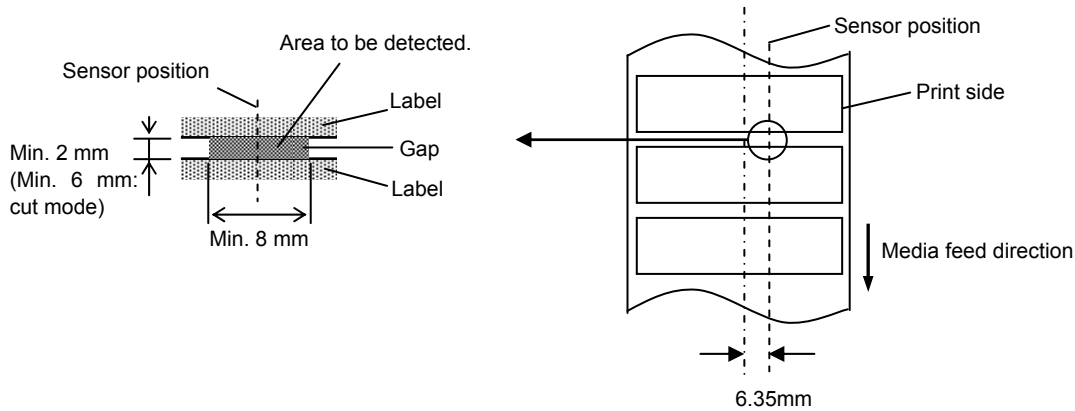 Area to be detected.
Sensor position
Label
Gap
Label
Min. 2 mm
(Min. 6 mm:
cut mode)
Min. 8 mm
Sensor position
Print side
Media feed direction
6.35mm